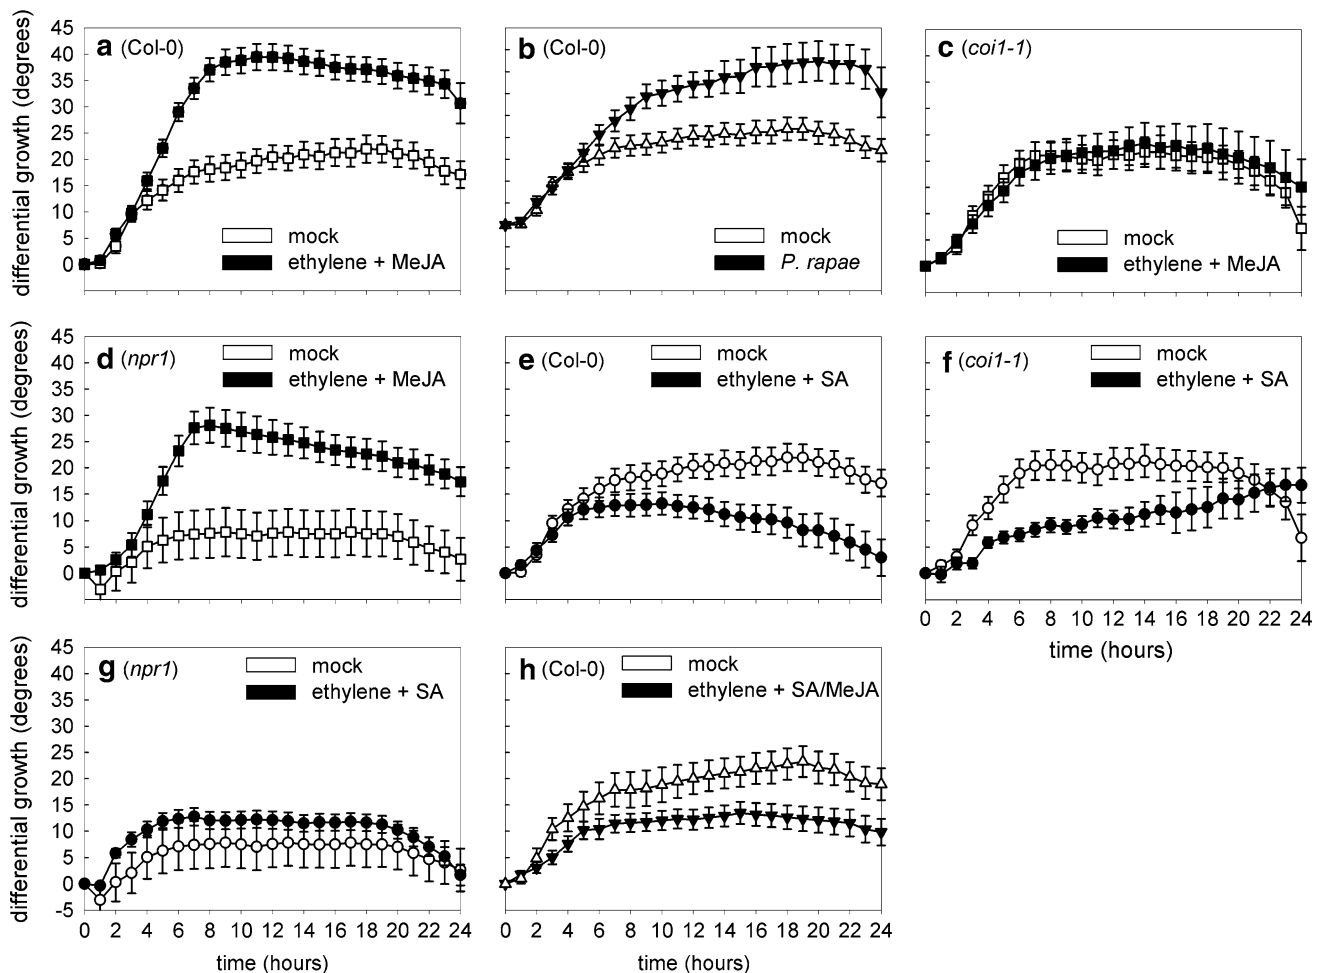 a (Col-0)
mock
ethylene + MeJA
differential growth (degrees)
45
40
35
30
25
20
15
10
5
0
b (Col-0)
mock
P. rapae
c (coi1-1)
mock
ethylene + MeJA
d (npr1)
mock
ethylene + MeJA
differential growth (degrees)
45
40
35
30
25
20
15
10
5
0
e (Col-0)
mock
ethylene + SA
f (coi1-1)
mock
ethylene + SA
0 2 4 6 8 10 12 14 16 18 20 22 24
time (hours)
g (npr1)
mock
ethylene + SA
differential growth (degrees)
45
40
35
30
25
20
15
10
5
0
-5
0 2 4 6 8 10 12 14 16 18 20 22 24
time (hours)
h (Col-0)
mock
ethylene + SA/MeJA
0 2 4 6 8 10 12 14 16 18 20 22 24
time (hours)